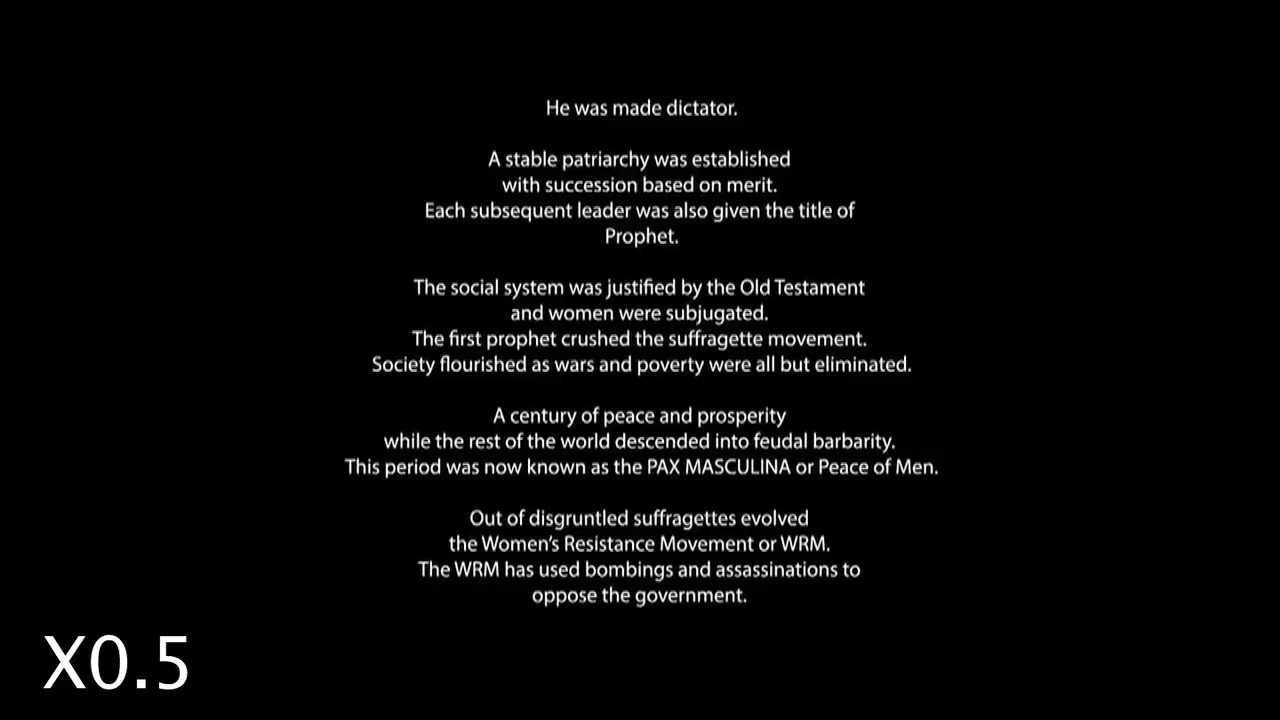 He was made dictator.
A stable patriarchy was established
with succession based on merit.
Each subsequent leader was also given the title of
Prophet.
The social system was justified by the Old Testament
and women were subjugated.
The first prophet crushed the suffragette movement.
Society flourished as wars and poverty were all but eliminated.
A century of peace and prosperity
while the rest of the world descended into feudal barbarity.
This period was now known as the PAX MASCULINA or Peace of Men.
Out of disgruntled suffragettes evolved
the Women's Resistance Movement or WRM.
The WRM has used bombings and assassinations to
oppose the government.
X0.5